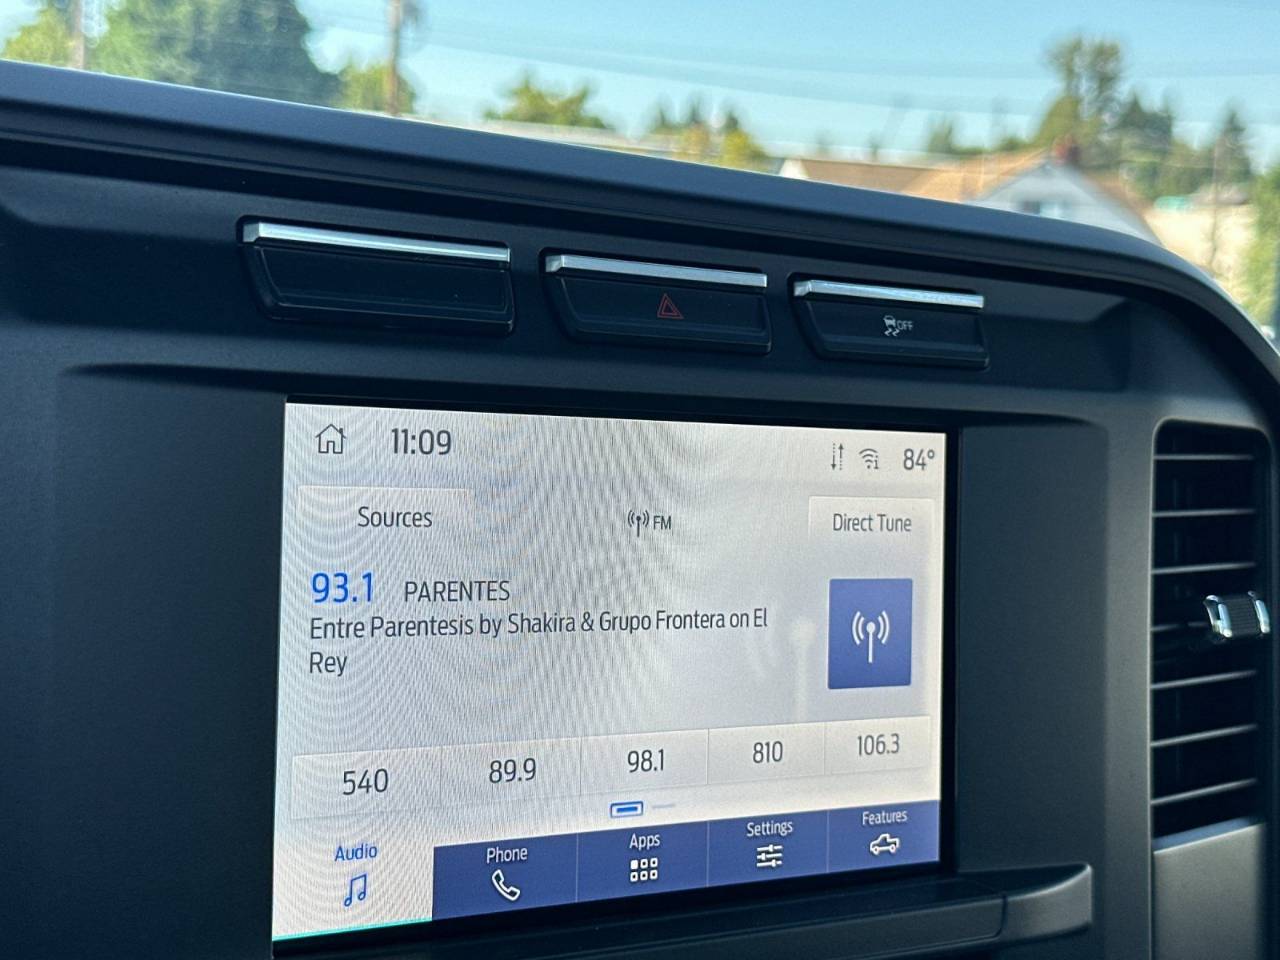 OFF
11:09
84°
Sources
FM
Direct Tune
93.1 PARENTES
Entre Parentesis by Shakira & Grupo Frontera on El
Rey
540
89.9
98.1
810
106.3
Audio
Phone
Apps
Settings
Features